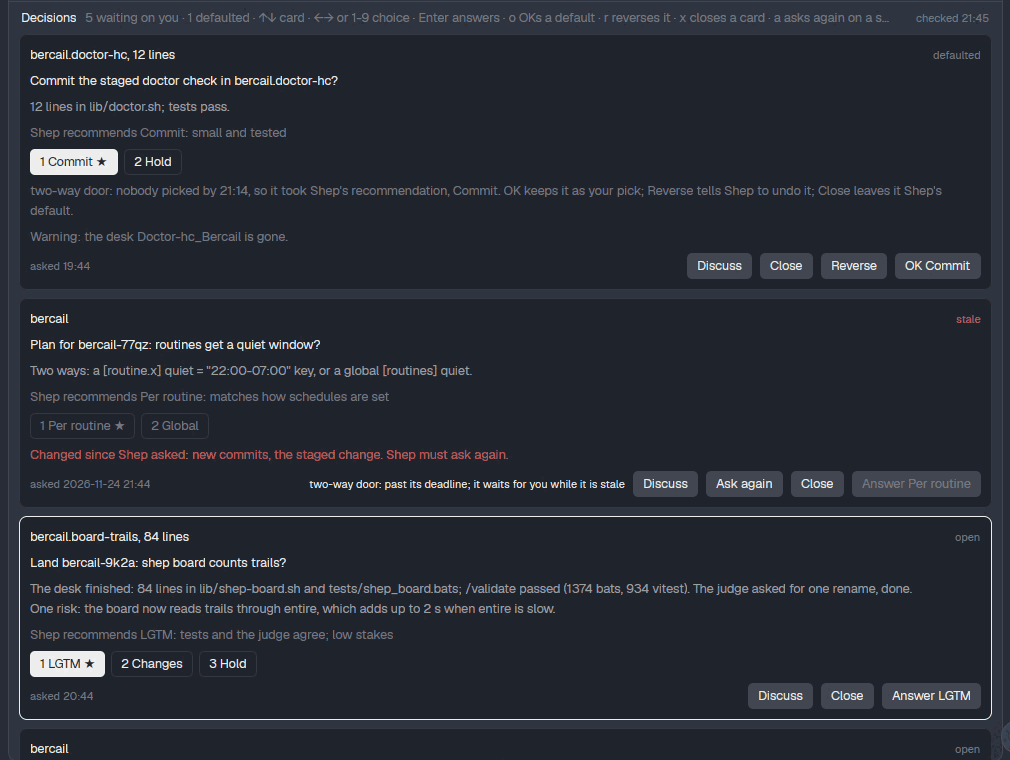 Decisions 5 waiting on you · 1 defaulted · ↑↓ card · ←→ or 1-9 choice · Enter answers · o OKs a default · r reverses it · x closes a card · a asks again on a s... checked 21:45
bercail.doctor-hc, 12 lines defaulted
Commit the staged doctor check in bercail.doctor-hc?
12 lines in lib/doctor.sh; tests pass.
Shep recommends Commit: small and tested
1 Commit ★ 2 Hold
two-way door: nobody picked by 21:14, so it took Shep's recommendation, Commit. OK keeps it as your pick; Reverse tells Shep to undo it; Close leaves it Shep's
default.
Warning: the desk Doctor-hc_Bercail is gone.
asked 19:44 Discuss Close Reverse OK Commit
bercail stale
Plan for bercail-77qz: routines get a quiet window?
Two ways: a [routine.x] quiet = "22:00-07:00" key, or a global [routines] quiet.
Shep recommends Per routine: matches how schedules are set
1 Per routine ★ 2 Global
Changed since Shep asked: new commits, the staged change. Shep must ask again.
asked 2026-11-24 21:44 two-way door: past its deadline; it waits for you while it is stale Discuss Ask again Close Answer Per routine
bercail.board-trails, 84 lines open
Land bercail-9k2a: shep board counts trails?
The desk finished: 84 lines in lib/shep-board.sh and tests/shep_board.bats; /validate passed (1374 bats, 934 vitest). The judge asked for one rename, done.
One risk: the board now reads trails through entire, which adds up to 2 s when entire is slow.
Shep recommends LGTM: tests and the judge agree; low stakes
1 LGTM ★ 2 Changes 3 Hold
asked 20:44 Discuss Close Answer LGTM
bercail open